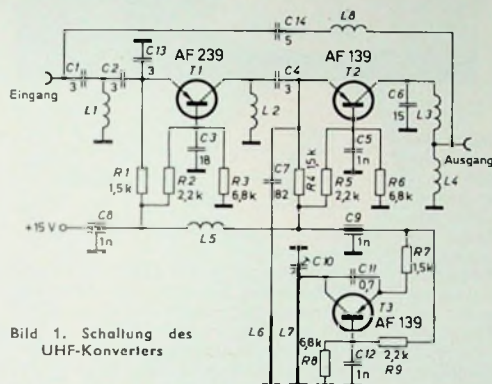 C14 L8
5
C13 AF 239 AF 139
C1 C2 3 T1 C4 T2
3 3 3 C6
Eingang 15 L3
L1 L2
C3 C5
18 1n Ausgang
C7
R1 R2 R3 82 R4 1,5k R5 R6 L4
1,5k 2,2k 6,8k 2,2k 6,8k
C8 C9
+15 V
1n L5 1n R7
C10 C11 1,5k
0,7
T3
Bild 1. Schaltung des L6 L7 AF 139
UHF-Konverters 6,8k
C12 2,2k
R8 1n R9